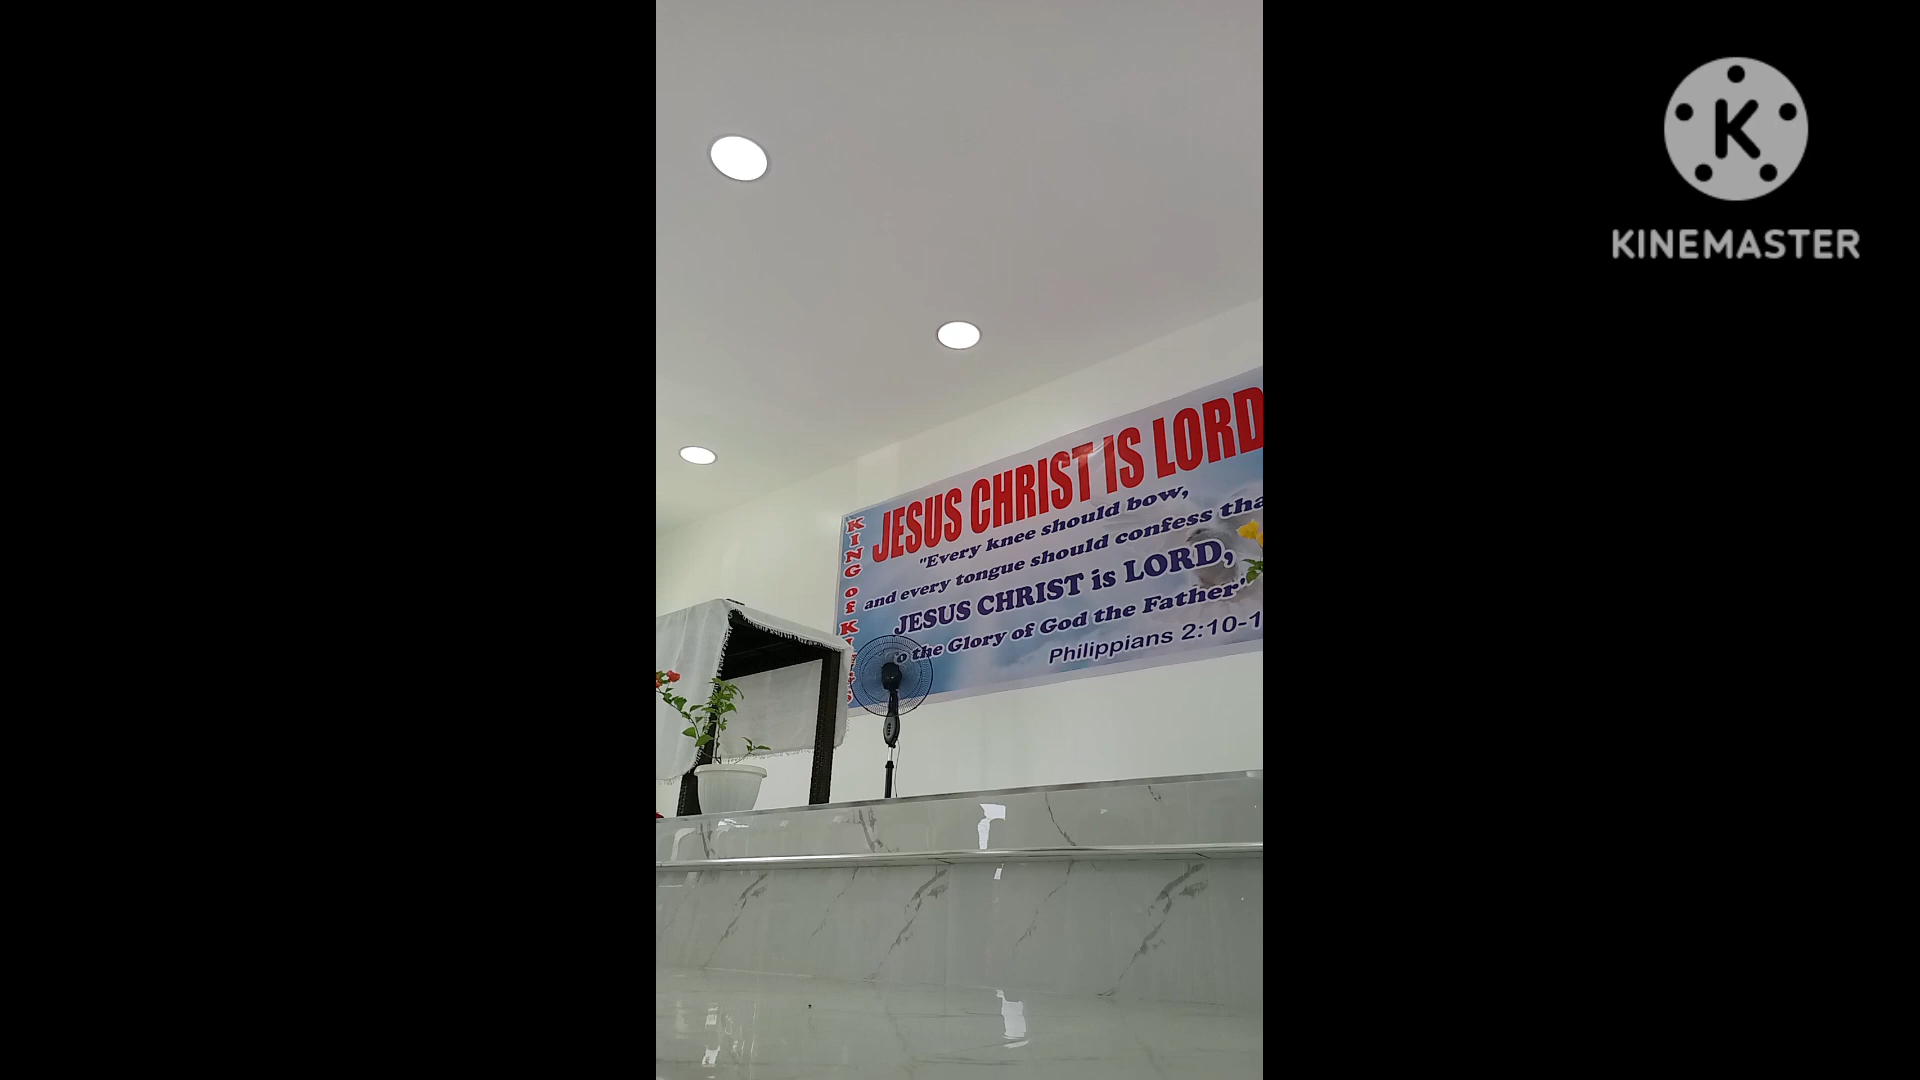 K
KINEMASTER
JESUS CHRIST IS LORD
"Every knee should bow,
and every tongue should confess tha
JESUS CHRIST is LORD,
o the Glory of God the Father"
Philippians 2:10-1
KING of